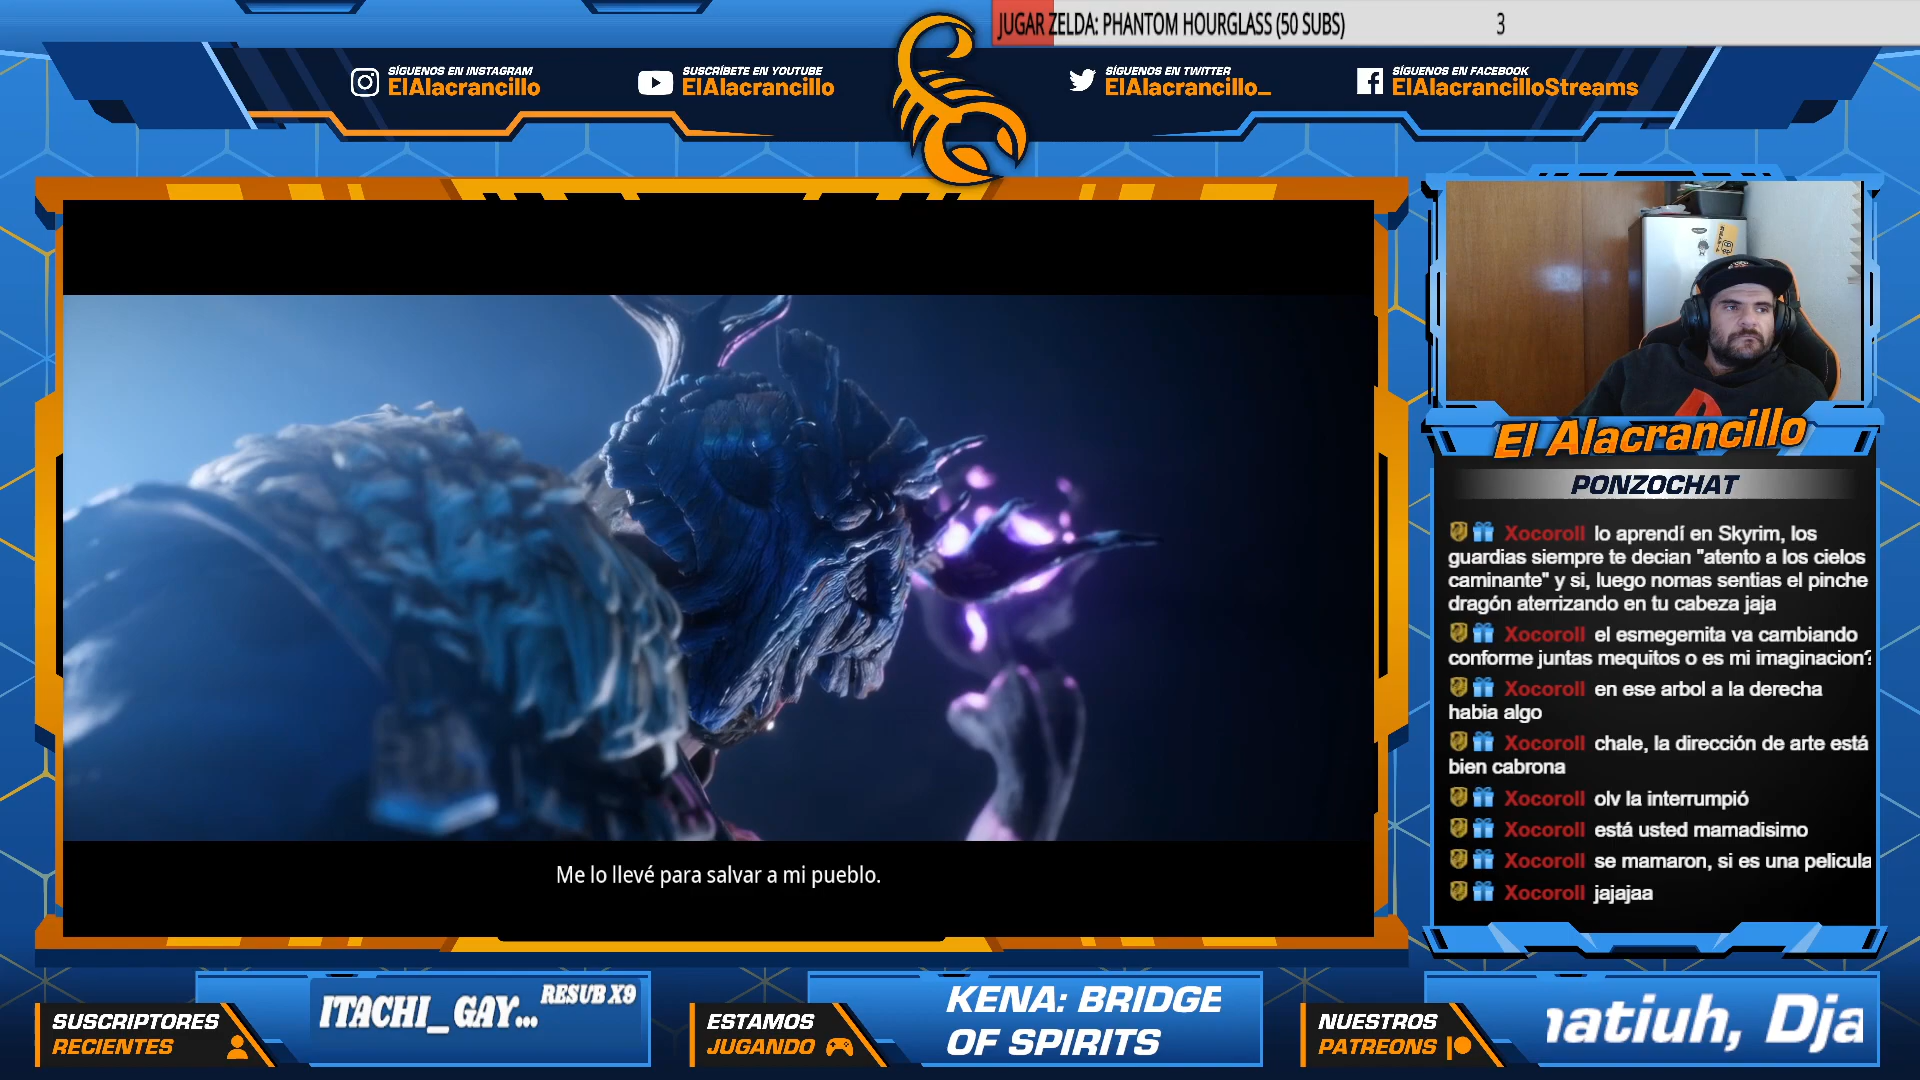 JUGAR ZELDA: PHANTOM HOURGLASS (50 SUBS) 3
SÍGUENOS EN INSTAGRAM
ElAlacrancillo
SUSCRÍBETE EN YOUTUBE
ElAlacrancillo
SÍGUENOS EN TWITTER
ElAlacrancillo_
SÍGUENOS EN FACEBOOK
ElAlacrancilloStreams
El Alacrancillo
PONZOCHAT
Xocoroll lo aprendí en Skyrim, los
guardias siempre te decian "atento a los cielos
caminante" y si, luego nomas sentias el pinche
dragón aterrizando en tu cabeza jaja
Xocoroll el esmegemita va cambiando
conforme juntas mequitos o es mi imaginacion?
Xocoroll en ese arbol a la derecha
habia algo
Xocoroll chale, la dirección de arte está
bien cabrona
Xocoroll olv la interrumpió
Xocoroll está usted mamadisimo
Xocoroll se mamaron, si es una pelicula
Xocoroll jajajaa
Me lo llevé para salvar a mi pueblo.
SUSCRIPTORES
RECIENTES
ITACHI_GAY... RESUB X9
ESTAMOS
JUGANDO
KENA: BRIDGE
OF SPIRITS
NUESTROS
PATREONS
natiuh, Dja